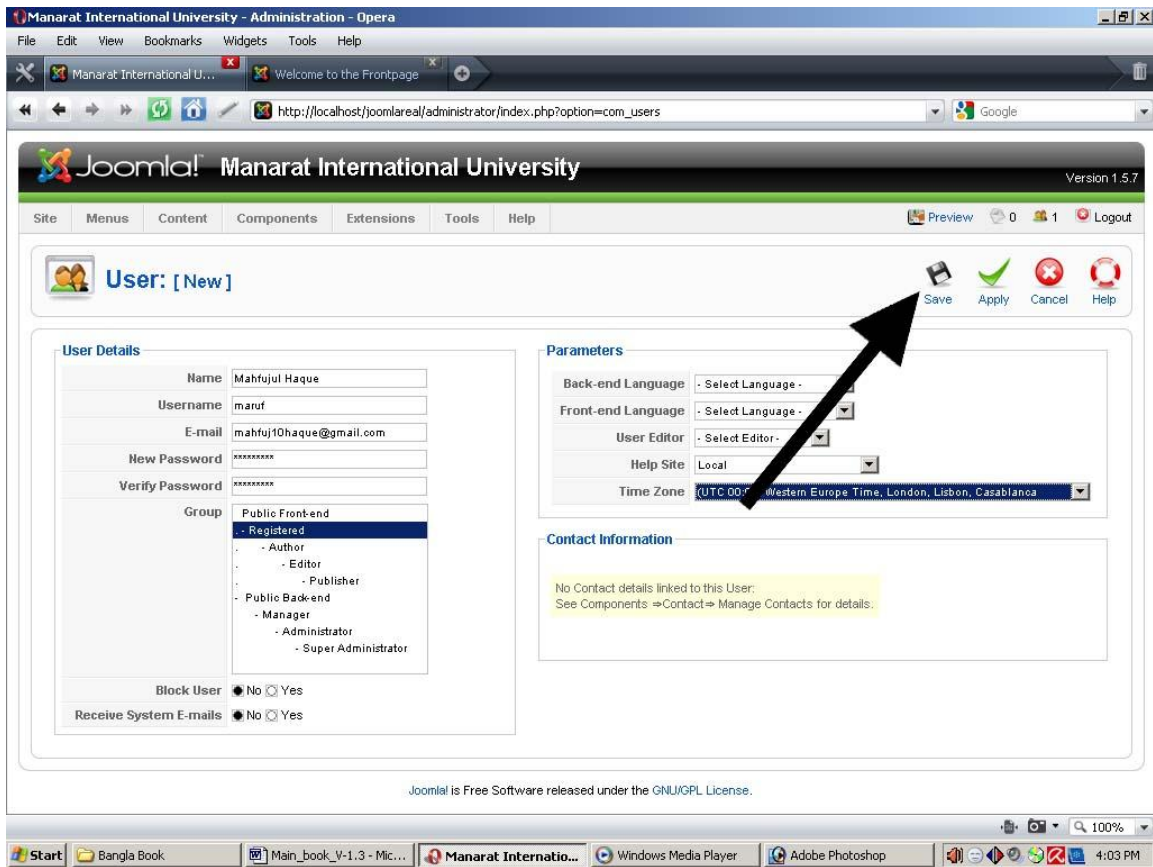 Manarat International University - Administration - Opera
File Edit View Bookmarks Widgets Tools Help
Manarat International U... Welcome to the Frontpage
http://localhost/joomlareal/administrator/index.php?option=com_users Google
Joomla! Manarat International University
Version 1.5.7
Site Menus Content Components Extensions Tools Help Preview 0 1 Logout
User: [ New ]
Save Apply Cancel Help
User Details
Name Mahfujul Haque
Username maruf
E-mail mahfuj10haque@gmail.com
New Password *********
Verify Password *********
Group Public Front-end
. - Registered
. - Author
. - Editor
. - Publisher
- Public Back-end
- Manager
- Administrator
- Super Administrator
Block User No Yes
Receive System E-mails No Yes
Parameters
Back-end Language - Select Language -
Front-end Language - Select Language -
User Editor - Select Editor -
Help Site Local
Time Zone (UTC Western Europe Time, London, Lisbon, Casablanca
Contact Information
No Contact details linked to this User:
See Components ⇒Contact⇒ Manage Contacts for details.
Joomla! is Free Software released under the GNU/GPL License.
100%
Start Bangla Book Main_book_V-1.3 - Mic... Manarat Internatio... Windows Media Player Adobe Photoshop 4:03 PM